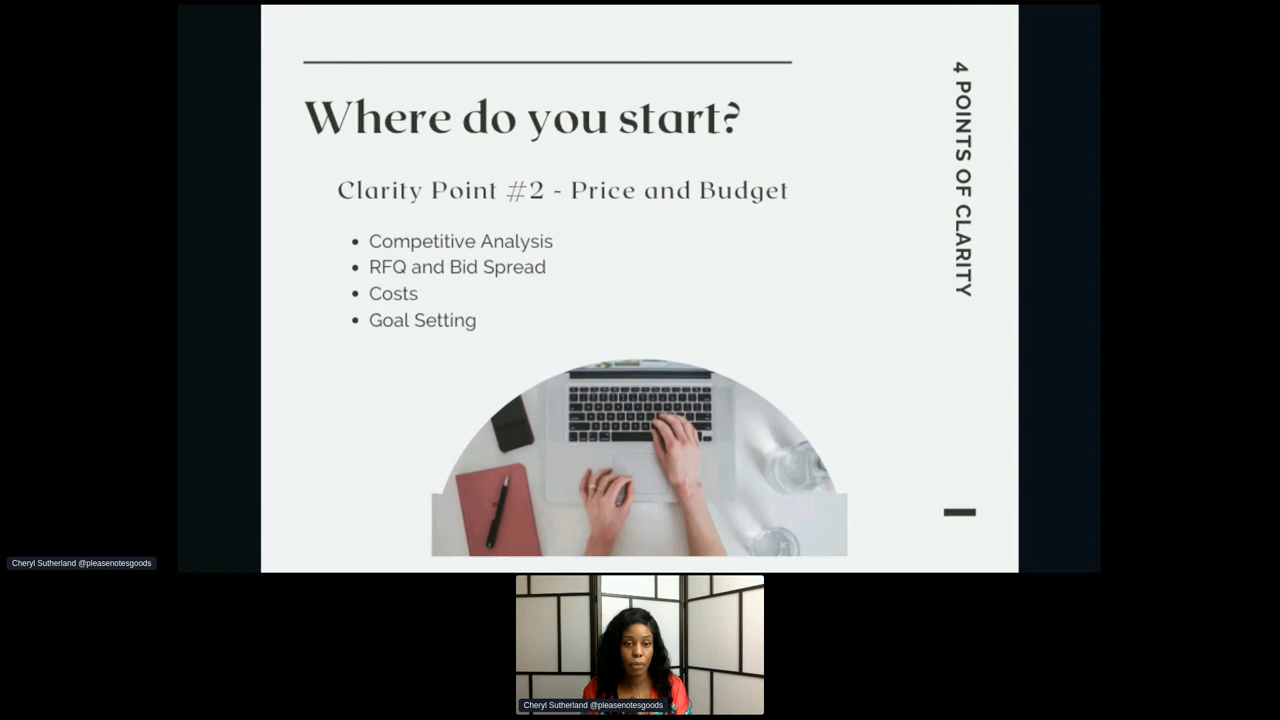 Where do you start?
4 POINTS OF CLARITY
Clarity Point #2 - Price and Budget
Competitive Analysis
RFQ and Bid Spread
Costs
Goal Setting
Cheryl Sutherland @pleasenotesgoods
Cheryl Sutherland @pleasenotesgoods